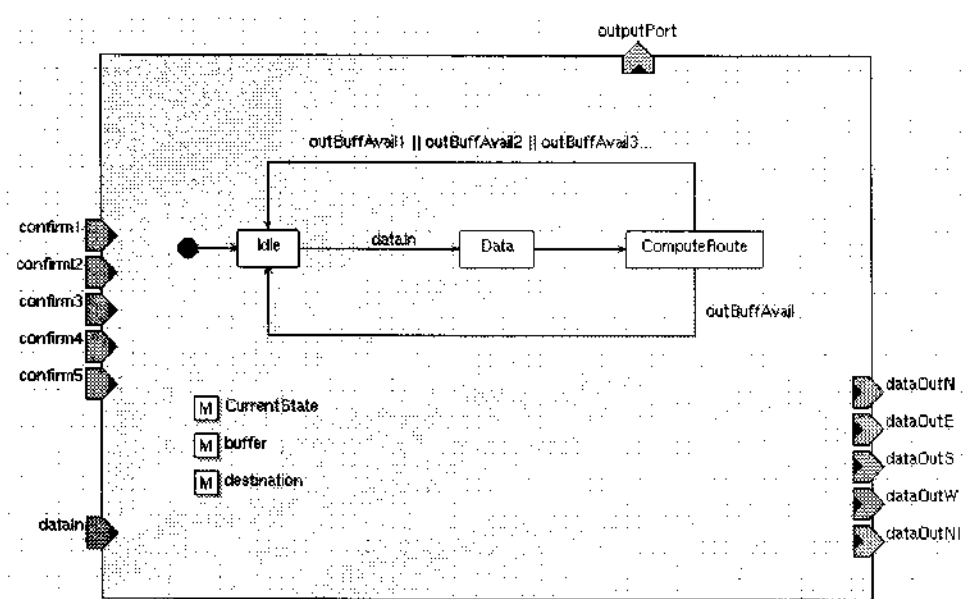 outputPort
outBuffAvail1 || outBuffAvail2 || outBuffAvail3...
confirm1
Idle
dataIn
Data
ComputeRoute
confirm2
confirm3
outBuffAvail
confirm4
confirm5
dataOutN
M CurrentState
dataOutE
M buffer
dataOutS
M destination
dataOutW
dataIn
dataOutNI